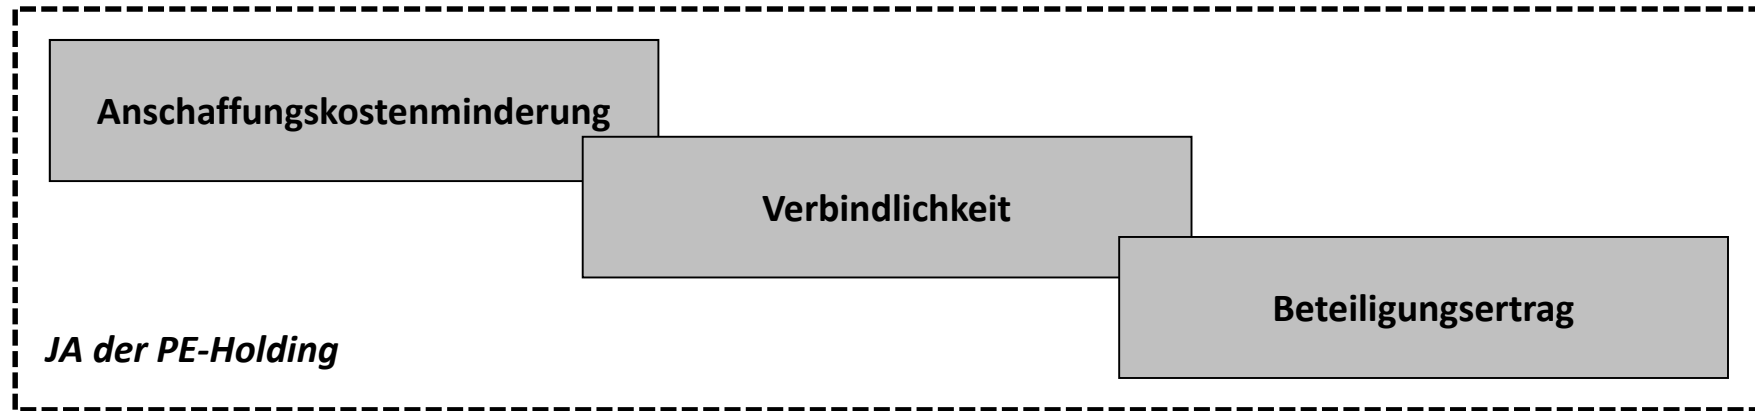 Anschaffungskostenminderung
Verbindlichkeit
Beteiligungsertrag
JA der PE-Holding